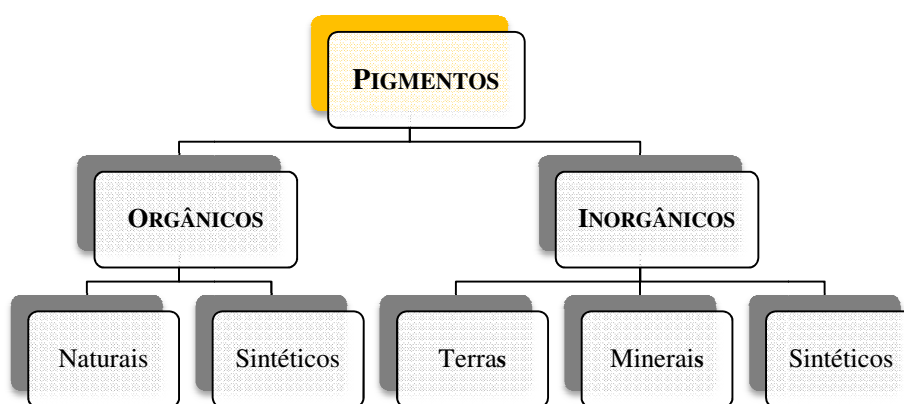 PIGMENTOS
ORGÂNICOS
INORGÂNICOS
Naturais
Sintéticos
Terras
Minerais
Sintéticos